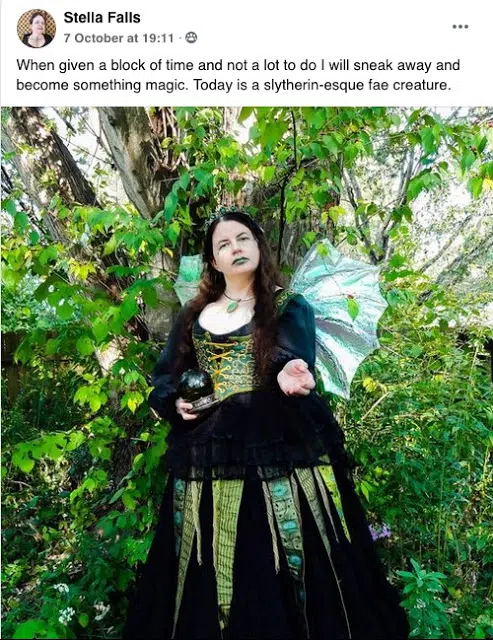 Stella Falls
7 October at 19:11 ·
When given a block of time and not a lot to do I will sneak away and
become something magic. Today is a slytherin-esque fae creature.